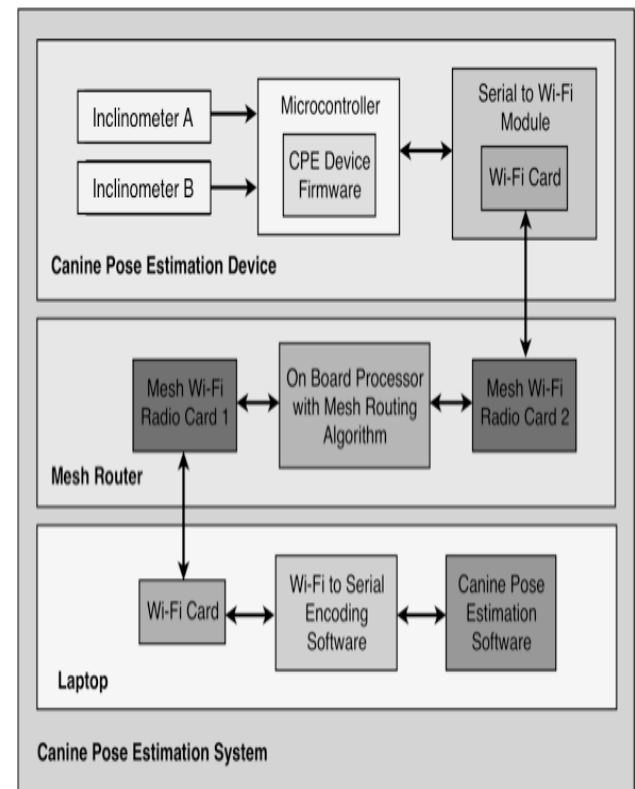 Inclinometer A
Inclinometer B
Microcontroller
CPE Device
Firmware
Serial to Wi-Fi
Module
Wi-Fi Card
Canine Pose Estimation Device
Mesh Wi-Fi
Radio Card 1
On Board Processor
with Mesh Routing
Algorithm
Mesh Wi-Fi
Radio Card 2
Mesh Router
Wi-Fi Card
Wi-Fi to Serial
Encoding
Software
Canine Pose
Estimation
Software
Laptop
Canine Pose Estimation System